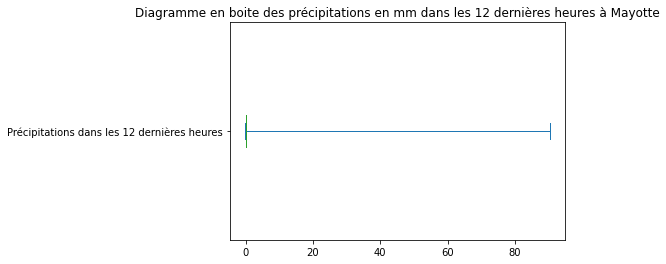 Diagramme en boite des précipitations en mm dans les 12 dernières heures à Mayotte
Précipitations dans les 12 dernières heures
0 20 40 60 80